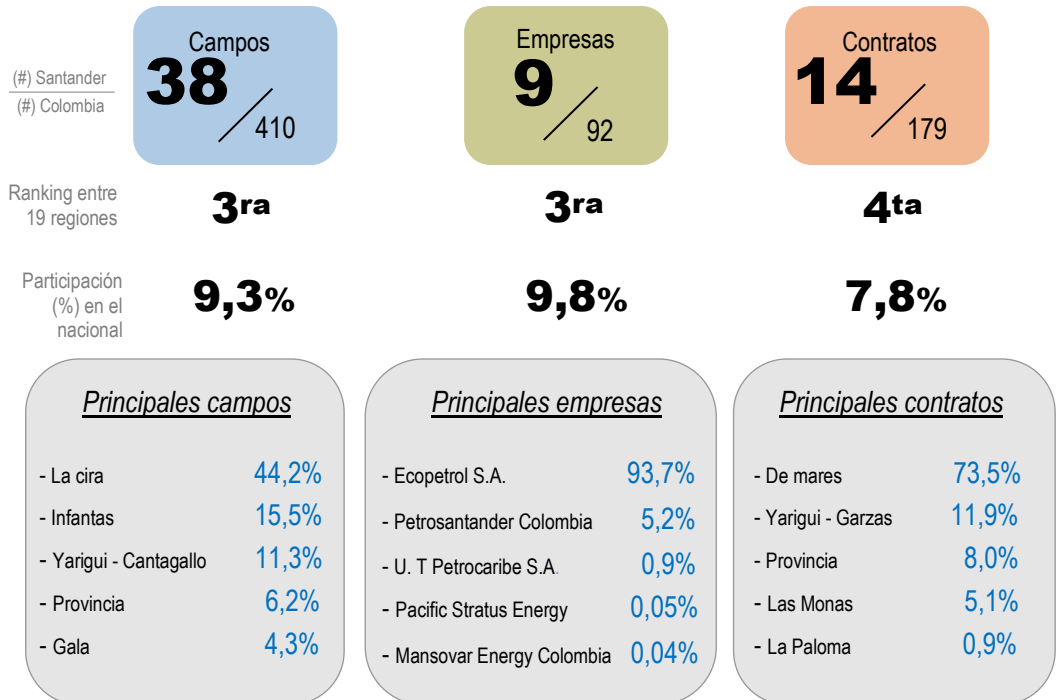 Campos
Empresas
Contratos
(#) Santander
(#) Colombia
38
410
9
92
14
179
Ranking entre
19 regiones
3ra
3ra
4ta
Participación
(%) en el
nacional
9,3%
9,8%
7,8%
Principales campos
- La cira 44,2%
- Infantas 15,5%
- Yarigui - Cantagallo 11,3%
- Provincia 6,2%
- Gala 4,3%
Principales empresas
- Ecopetrol S.A. 93,7%
- Petrosantander Colombia 5,2%
- U. T Petrocaribe S.A. 0,9%
- Pacific Stratus Energy 0,05%
- Mansovar Energy Colombia 0,04%
Principales contratos
- De mares 73,5%
- Yarigui - Garzas 11,9%
- Provincia 8,0%
- Las Monas 5,1%
- La Paloma 0,9%